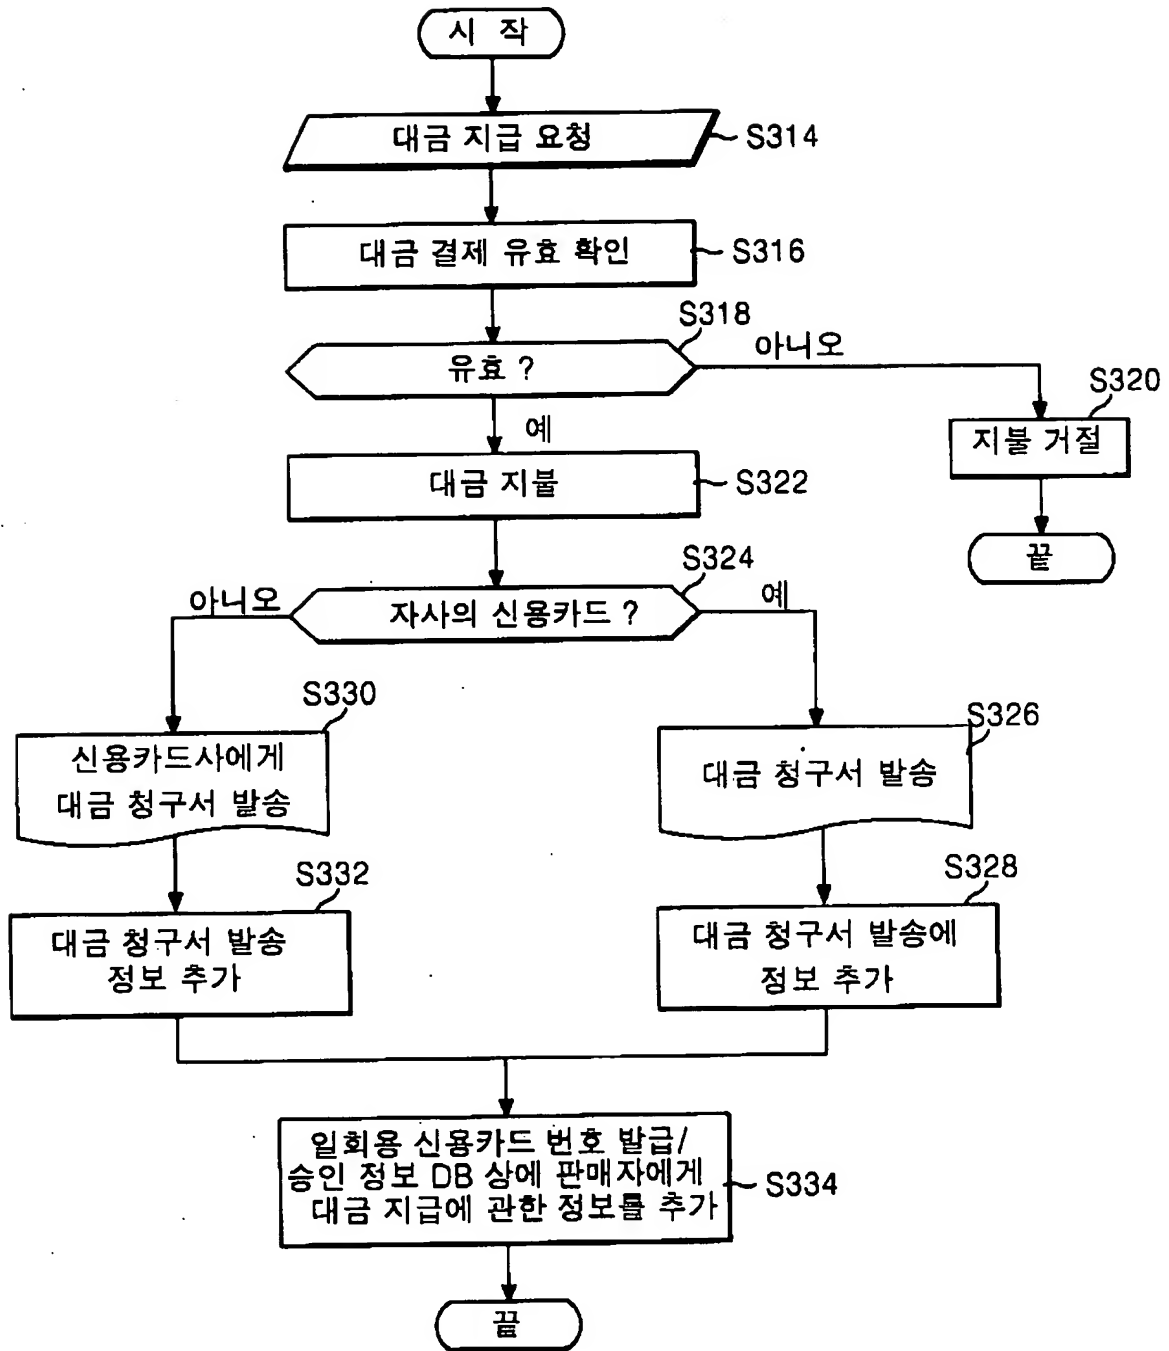 시 작
대금 지급 요청
S314
대금 결제 유효 확인
S316
S318
유효 ?
아니오
S320
지불 거절
끝
예
대금 지불
S322
S324
자사의 신용카드 ?
아니오
예
S330
신용카드사에게
대금 청구서 발송
S326
대금 청구서 발송
S332
대금 청구서 발송
정보 추가
S328
대금 청구서 발송에
정보 추가
일회용 신용카드 번호 발급/
승인 정보 DB 상에 판매자에게
대금 지급에 관한 정보를 추가
S334
끝